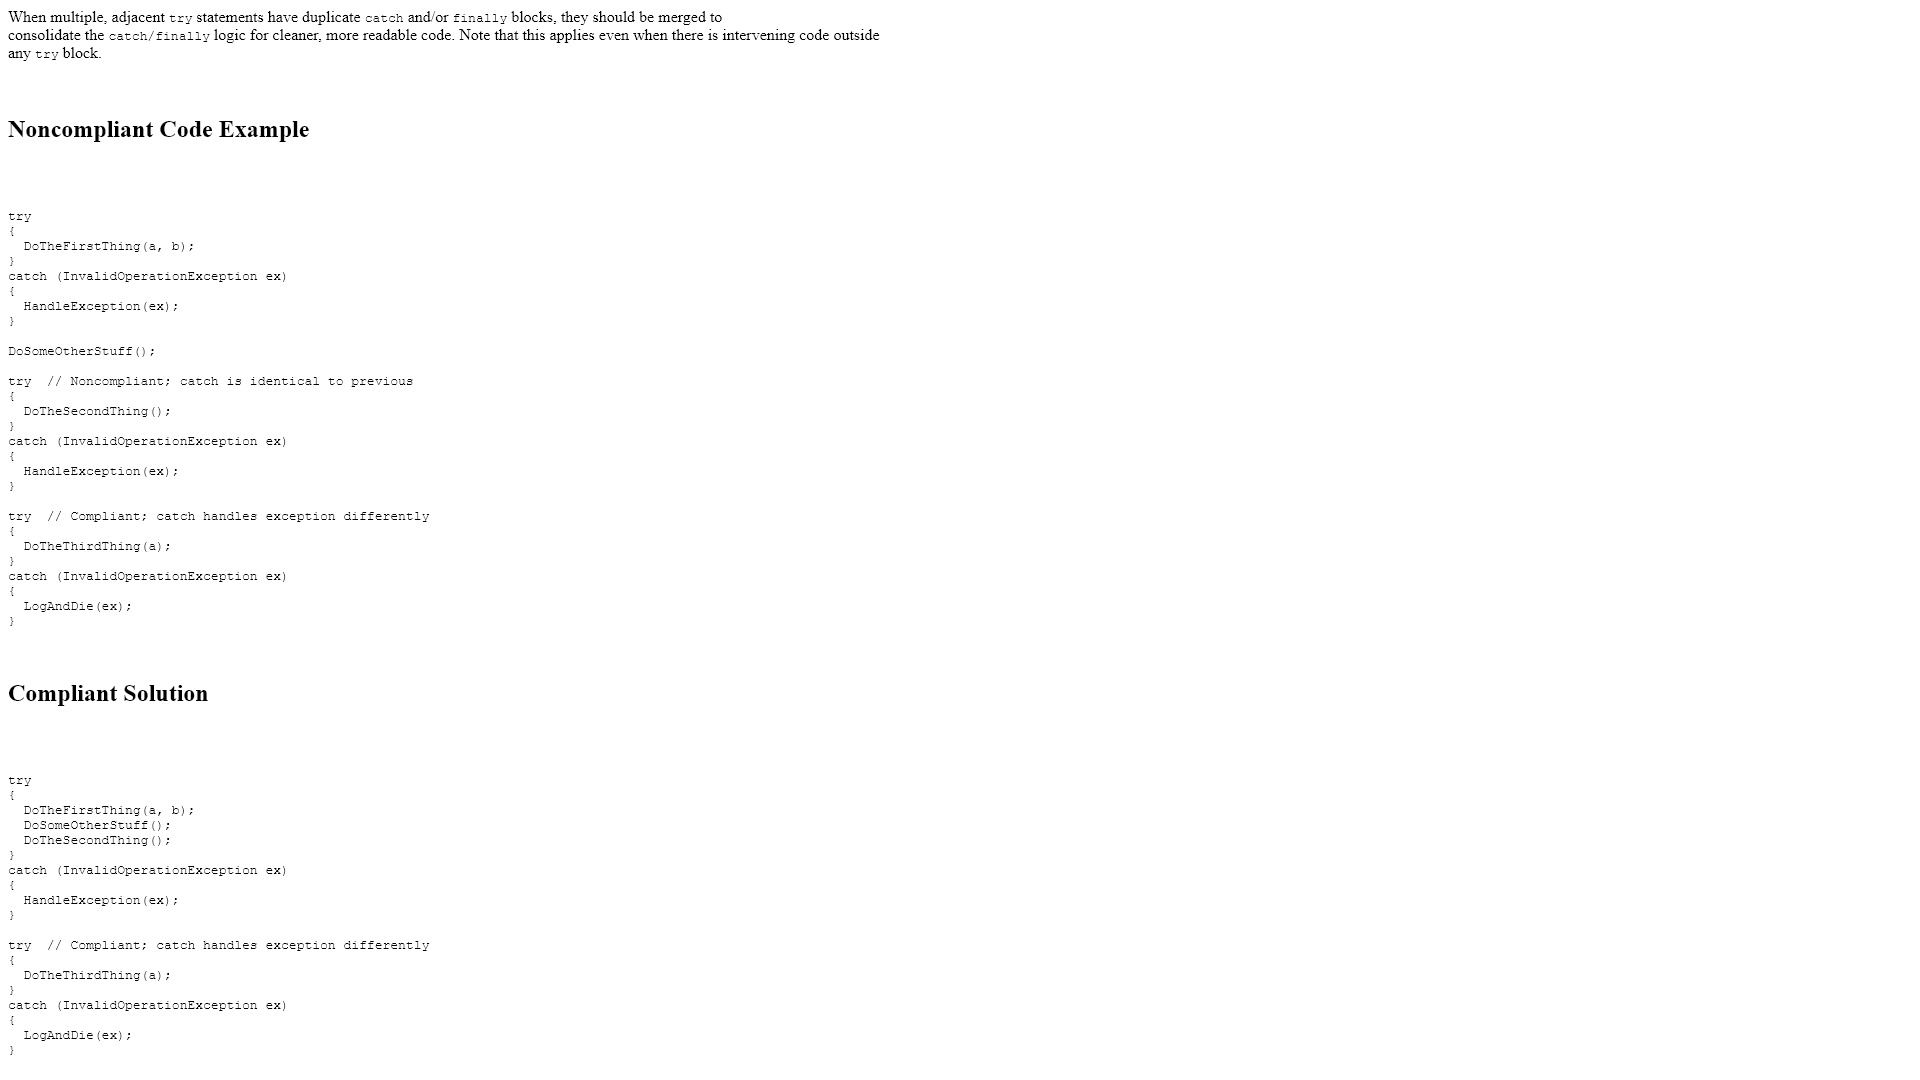 When multiple, adjacent try statements have duplicate catch and/or finally blocks, they should be merged to
consolidate the catch/finally logic for cleaner, more readable code. Note that this applies even when there is intervening code outside
any try block.
Noncompliant Code Example
try
{
  DoTheFirstThing(a, b);
}
catch (InvalidOperationException ex)
{
  HandleException(ex);
}
DoSomeOtherStuff();
try  // Noncompliant; catch is identical to previous
{
  DoTheSecondThing();
}
catch (InvalidOperationException ex)
{
  HandleException(ex);
}
try  // Compliant; catch handles exception differently
{
  DoTheThirdThing(a);
}
catch (InvalidOperationException ex)
{
  LogAndDie(ex);
}
Compliant Solution
try
{
  DoTheFirstThing(a, b);
  DoSomeOtherStuff();
  DoTheSecondThing();
}
catch (InvalidOperationException ex)
{
  HandleException(ex);
}
try  // Compliant; catch handles exception differently
{
  DoTheThirdThing(a);
}
catch (InvalidOperationException ex)
{
  LogAndDie(ex);
}